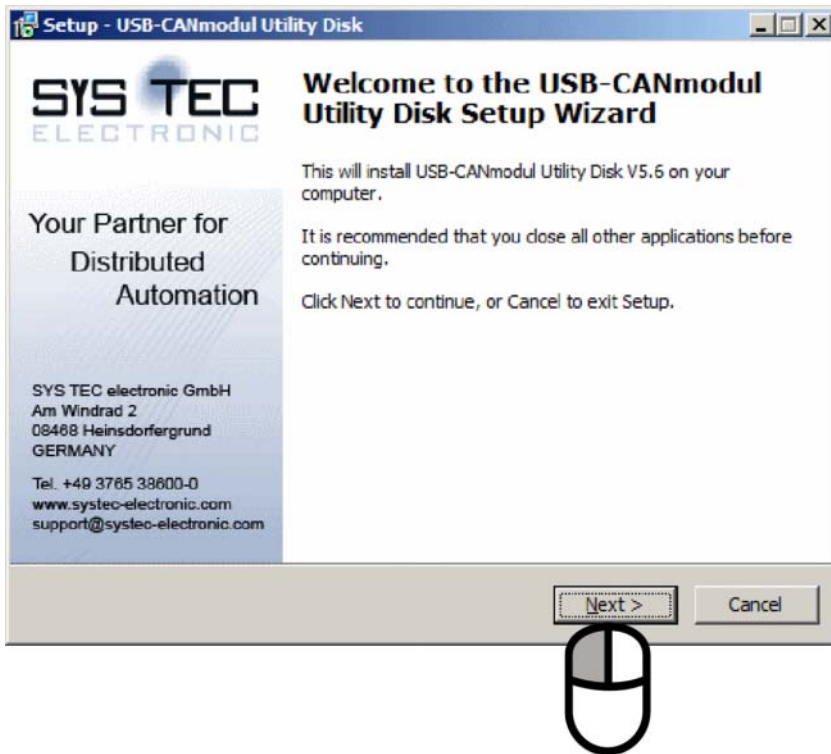 Setup - USB-CANmodul Utility Disk
SYS TEC
ELECTRONIC
Your Partner for
Distributed
Automation
SYS TEC electronic GmbH
Am Windrad 2
08468 Heinsdorfergrund
GERMANY
Tel. +49 3765 38600-0
www.systec-electronic.com
support@systec-electronic.com
Welcome to the USB-CANmodul
Utility Disk Setup Wizard
This will install USB-CANmodul Utility Disk V5.6 on your
computer.
It is recommended that you close all other applications before
continuing.
Click Next to continue, or Cancel to exit Setup.
Next >
Cancel